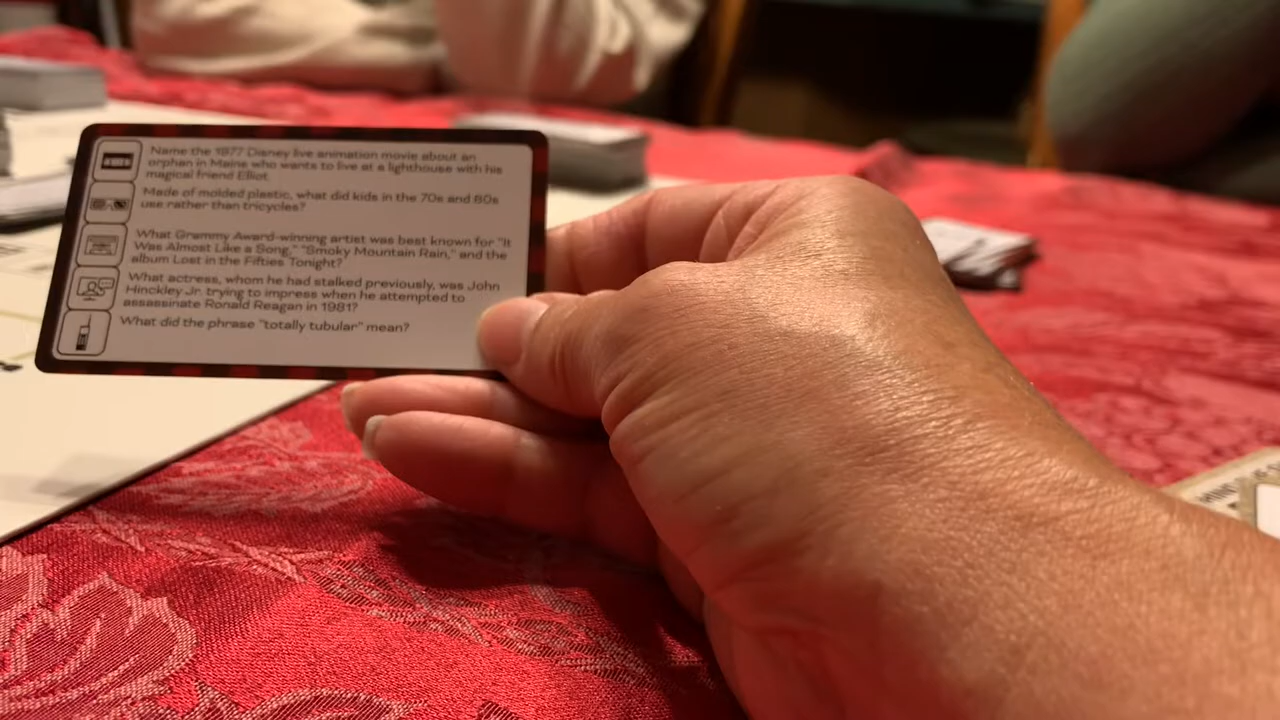 Name the 1977 Disney live animation movie about an
orphan in Maine who wants to live at a lighthouse with his
magical friend Elliot.
Made of molded plastic, what did kids in the 70s and 80s
use rather than tricycles?
What Grammy Award-winning artist was best known for "It
Was Almost Like a Song," "Smoky Mountain Rain," and the
album Lost in the Fifties Tonight?
What actress, whom he had stalked previously, was John
Hinckley Jr. trying to impress when he attempted to
assassinate Ronald Reagan in 1981?
What did the phrase "totally tubular" mean?